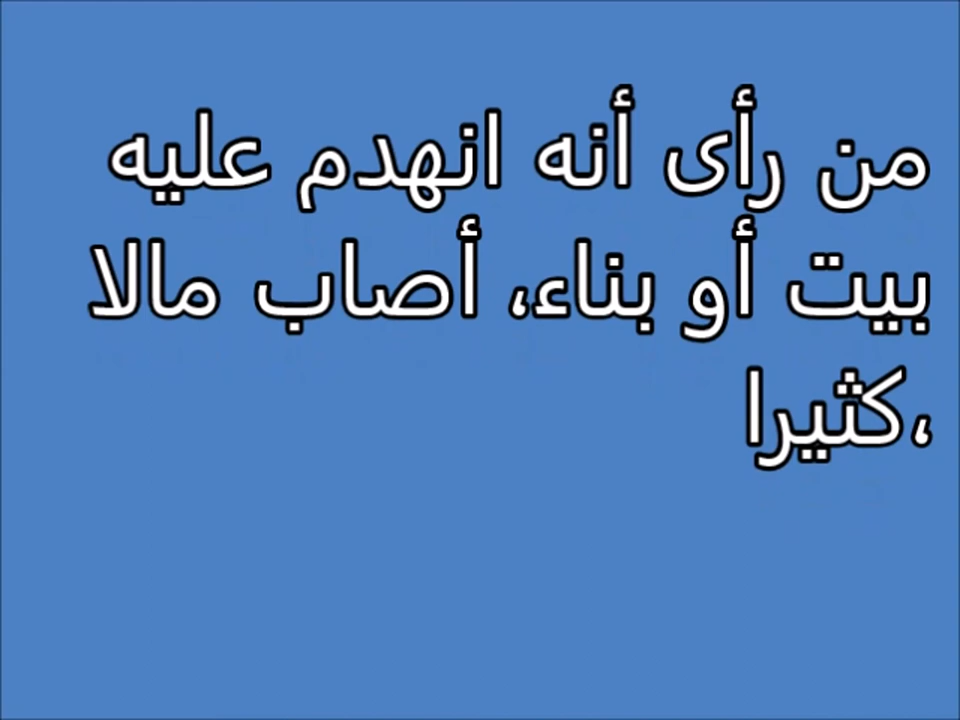 من رأى أنه انهدم عليه
بيت أو بناء، أصاب مالا
،كثيرا